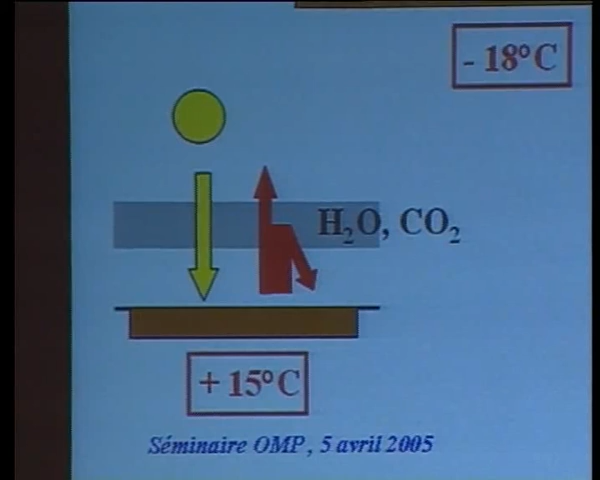 - 18°C
H₂O, CO₂
+ 15°C
Séminaire OMP, 5 avril 2005